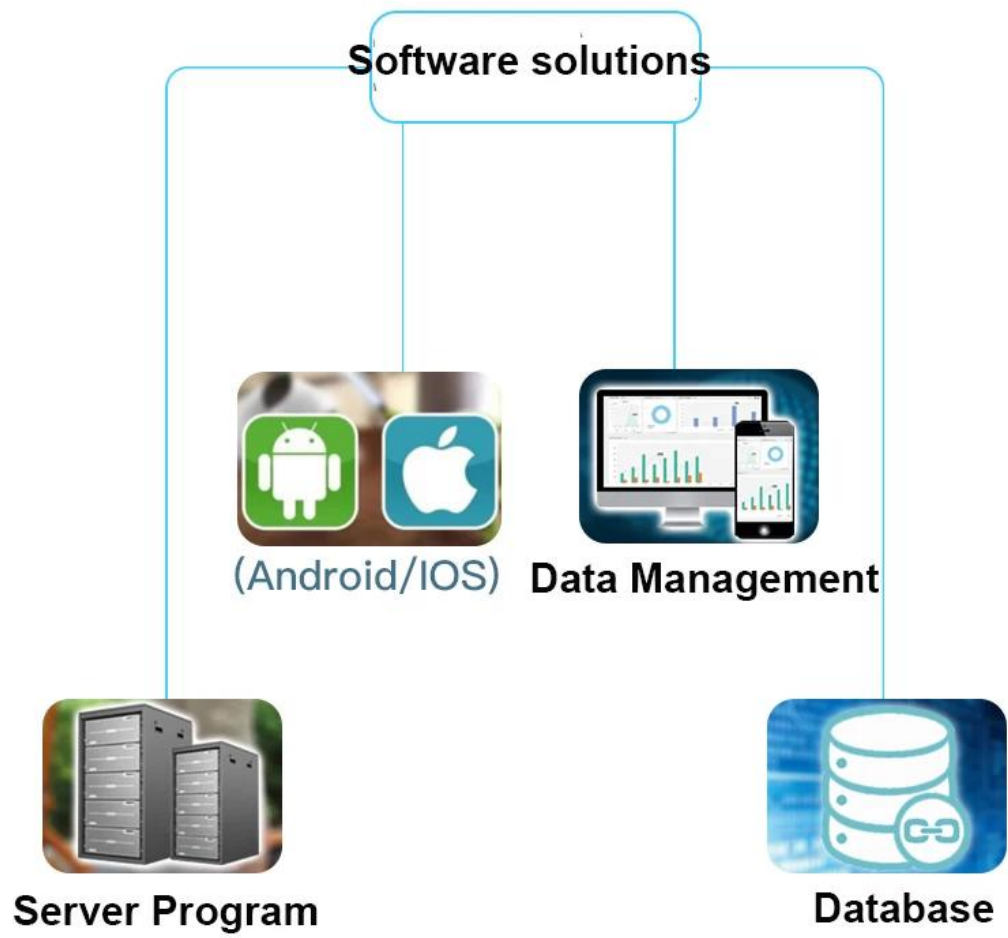 Software solutions
(Android/IOS)
Data Management
Server Program
Database